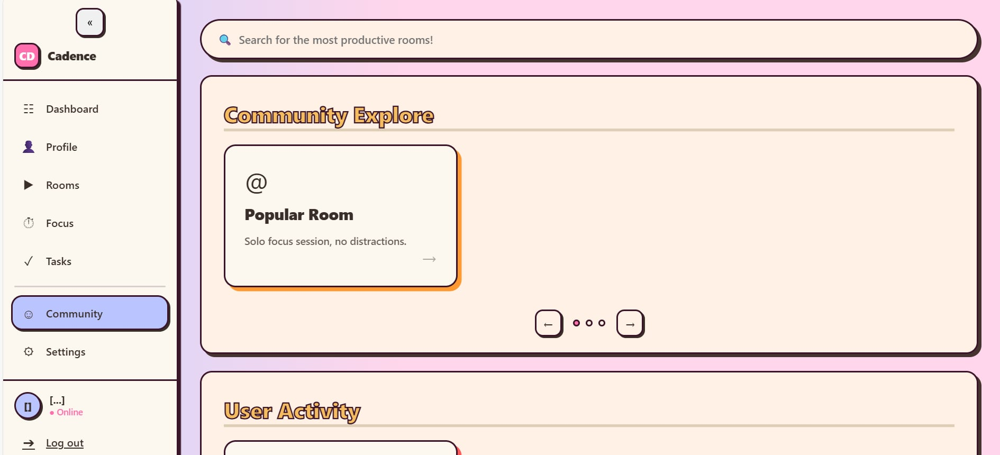 «
CD Cadence
Dashboard
Profile
Rooms
Focus
Tasks
Community
Settings
[] [...]
Online
Log out
Search for the most productive rooms!
Community Explore
@
Popular Room
Solo focus session, no distractions.
→
← →
User Activity